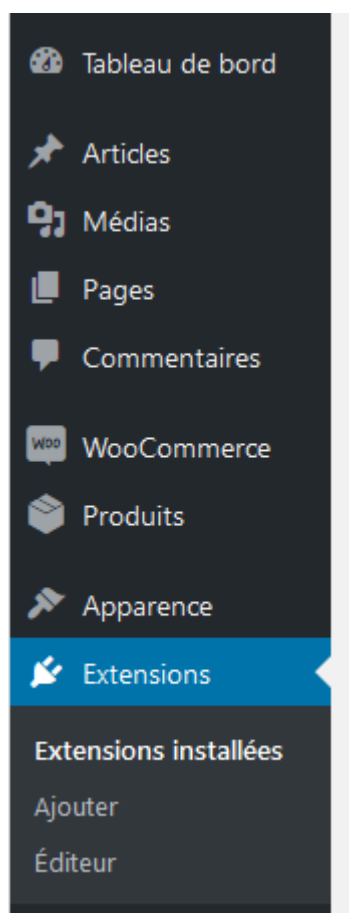 Tableau de bord
Articles
Médias
Pages
Commentaires
Woo WooCommerce
Produits
Apparence
Extensions
Extensions installées
Ajouter
Éditeur